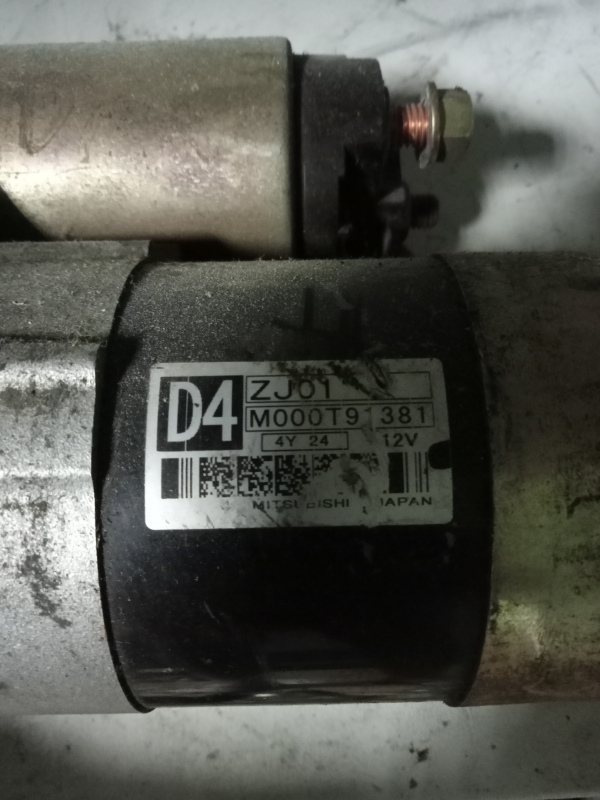 D4
ZJ01
M000T91381
4Y 24 12V
MITSUBISHI JAPAN